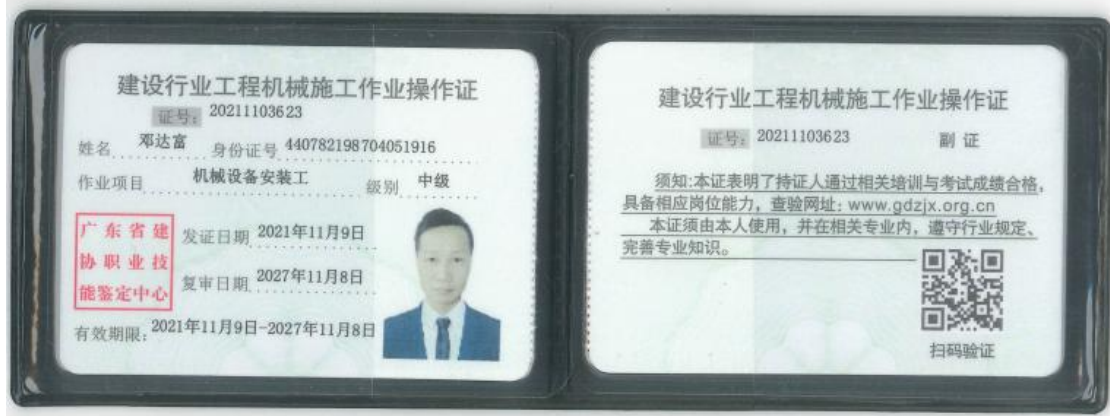 建设行业工程机械施工作业操作证
证号：20211103623
姓名 邓达富 身份证号 440782198704051916
作业项目 机械设备安装工 级别 中级
广东省建
协职业技
能鉴定中心
发证日期 2021年11月9日
复审日期 2027年11月8日
有效期限：2021年11月9日-2027年11月8日
建设行业工程机械施工作业操作证
证号：20211103623 副证
须知:本证表明了持证人通过相关培训与考试成绩合格，
具备相应岗位能力，查验网址：www.gdzjx.org.cn
本证须由本人使用，并在相关专业内，遵守行业规定、
完善专业知识。
扫码验证